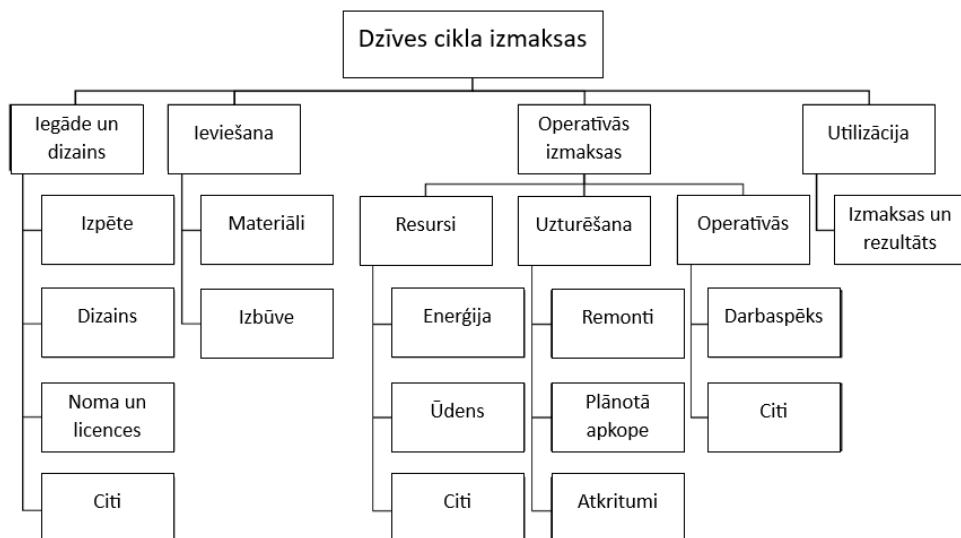 Dzīves cikla izmaksas
Iegāde un
dizains
Ieviešana
Operatīvās
izmaksas
Utilizācija
Izpēte
Materiāli
Resursi
Uzturēšana
Operatīvās
Izmaksas un
rezultāts
Dizains
Izbūve
Enerģija
Remonti
Darbaspēks
Noma un
licences
Ūdens
Plānotā
apkope
Citi
Citi
Citi
Atkritumi